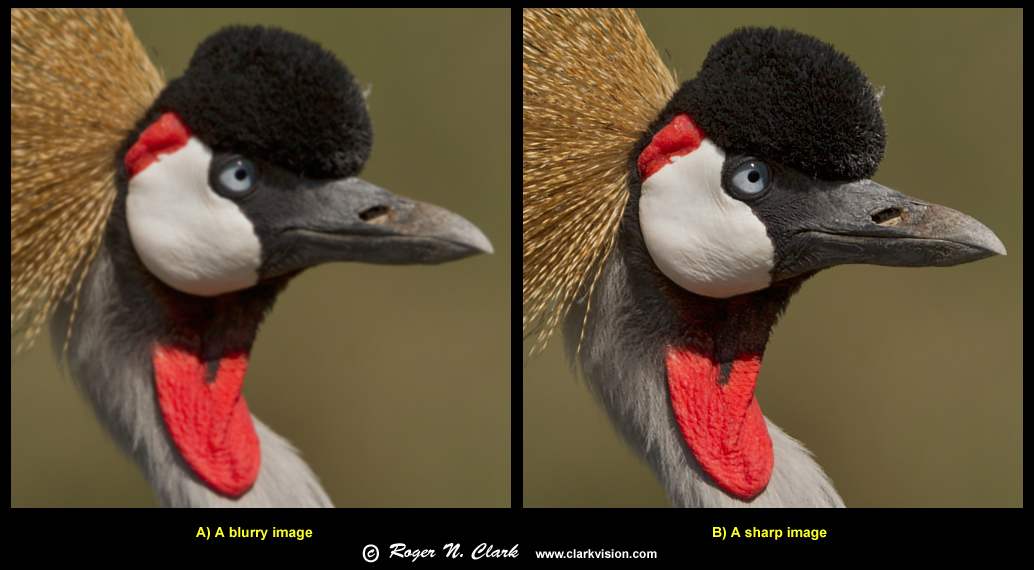 A) A blurry image
B) A sharp image
© Roger N. Clark www.clarkvision.com